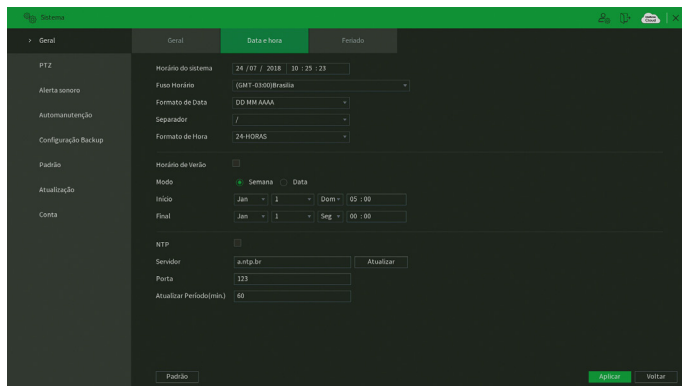 Sistema
> Geral
PTZ
Alerta sonoro
Automanutenção
Configuração Backup
Padrão
Atualização
Conta
Geral Data e hora Feriado
Horário do sistema 24 /07 / 2018 10 : 25 : 23
Fuso Horário (GMT-03:00)Brasilia
Formato de Data DD MM AAAA
Separador /
Formato de Hora 24-HORAS
Horário de Verão
Modo Semana Data
Início Jan 1 Dom 05 : 00
Final Jan 1 Seg 00 : 00
NTP
Servidor a.ntp.br Atualizar
Porta 123
Atualizar Período(min.) 60
Padrão Aplicar Voltar